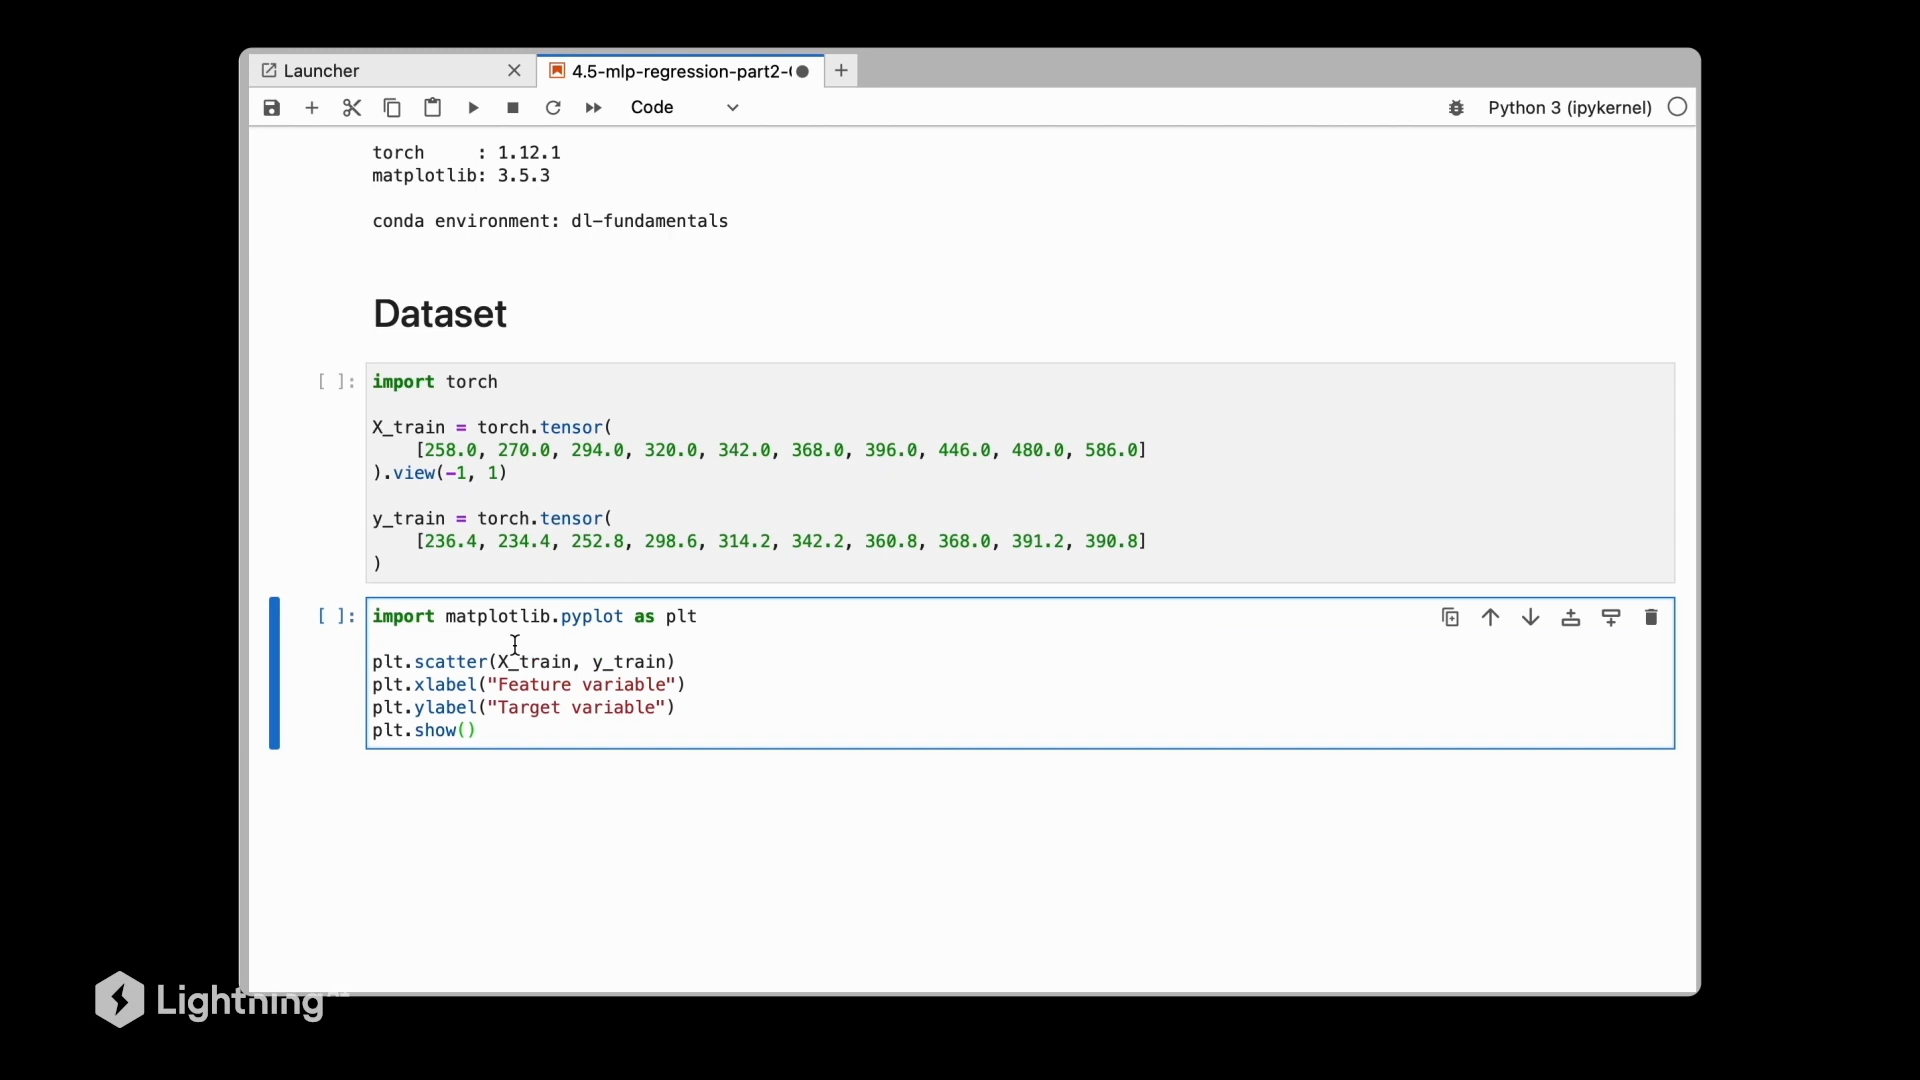 Launcher
4.5-mlp-regression-part2-
Code
Python 3 (ipykernel)
torch     : 1.12.1
matplotlib: 3.5.3
conda environment: dl-fundamentals
Dataset
[ ]:
import torch
X_train = torch.tensor(
    [258.0, 270.0, 294.0, 320.0, 342.0, 368.0, 396.0, 446.0, 480.0, 586.0]
).view(-1, 1)
y_train = torch.tensor(
    [236.4, 234.4, 252.8, 298.6, 314.2, 342.2, 360.8, 368.0, 391.2, 390.8]
)
[ ]:
import matplotlib.pyplot as plt
plt.scatter(X_train, y_train)
plt.xlabel("Feature variable")
plt.ylabel("Target variable")
plt.show()
Lightning